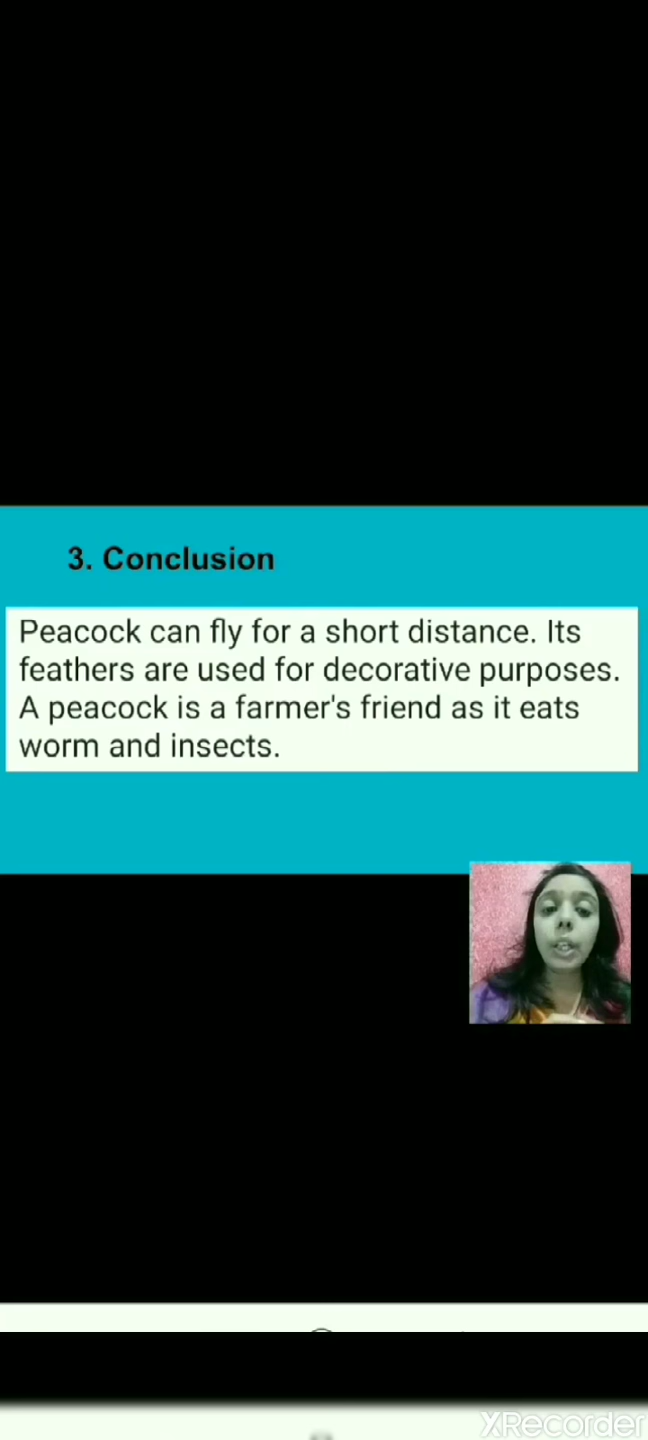 3. Conclusion
Peacock can fly for a short distance. Its
feathers are used for decorative purposes.
A peacock is a farmer's friend as it eats
worm and insects.
XRecorder